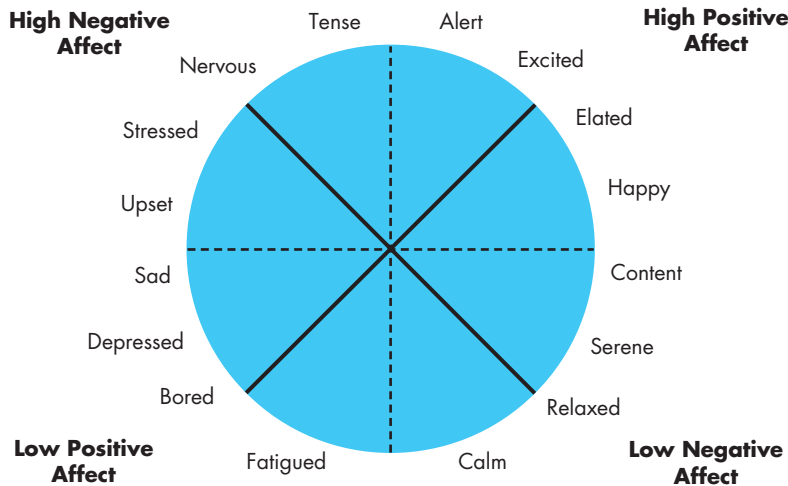 High Negative
Affect
Tense
Alert
High Positive
Affect
Nervous
Excited
Stressed
Elated
Upset
Happy
Sad
Content
Depressed
Serene
Bored
Relaxed
Low Positive
Affect
Fatigued
Calm
Low Negative
Affect